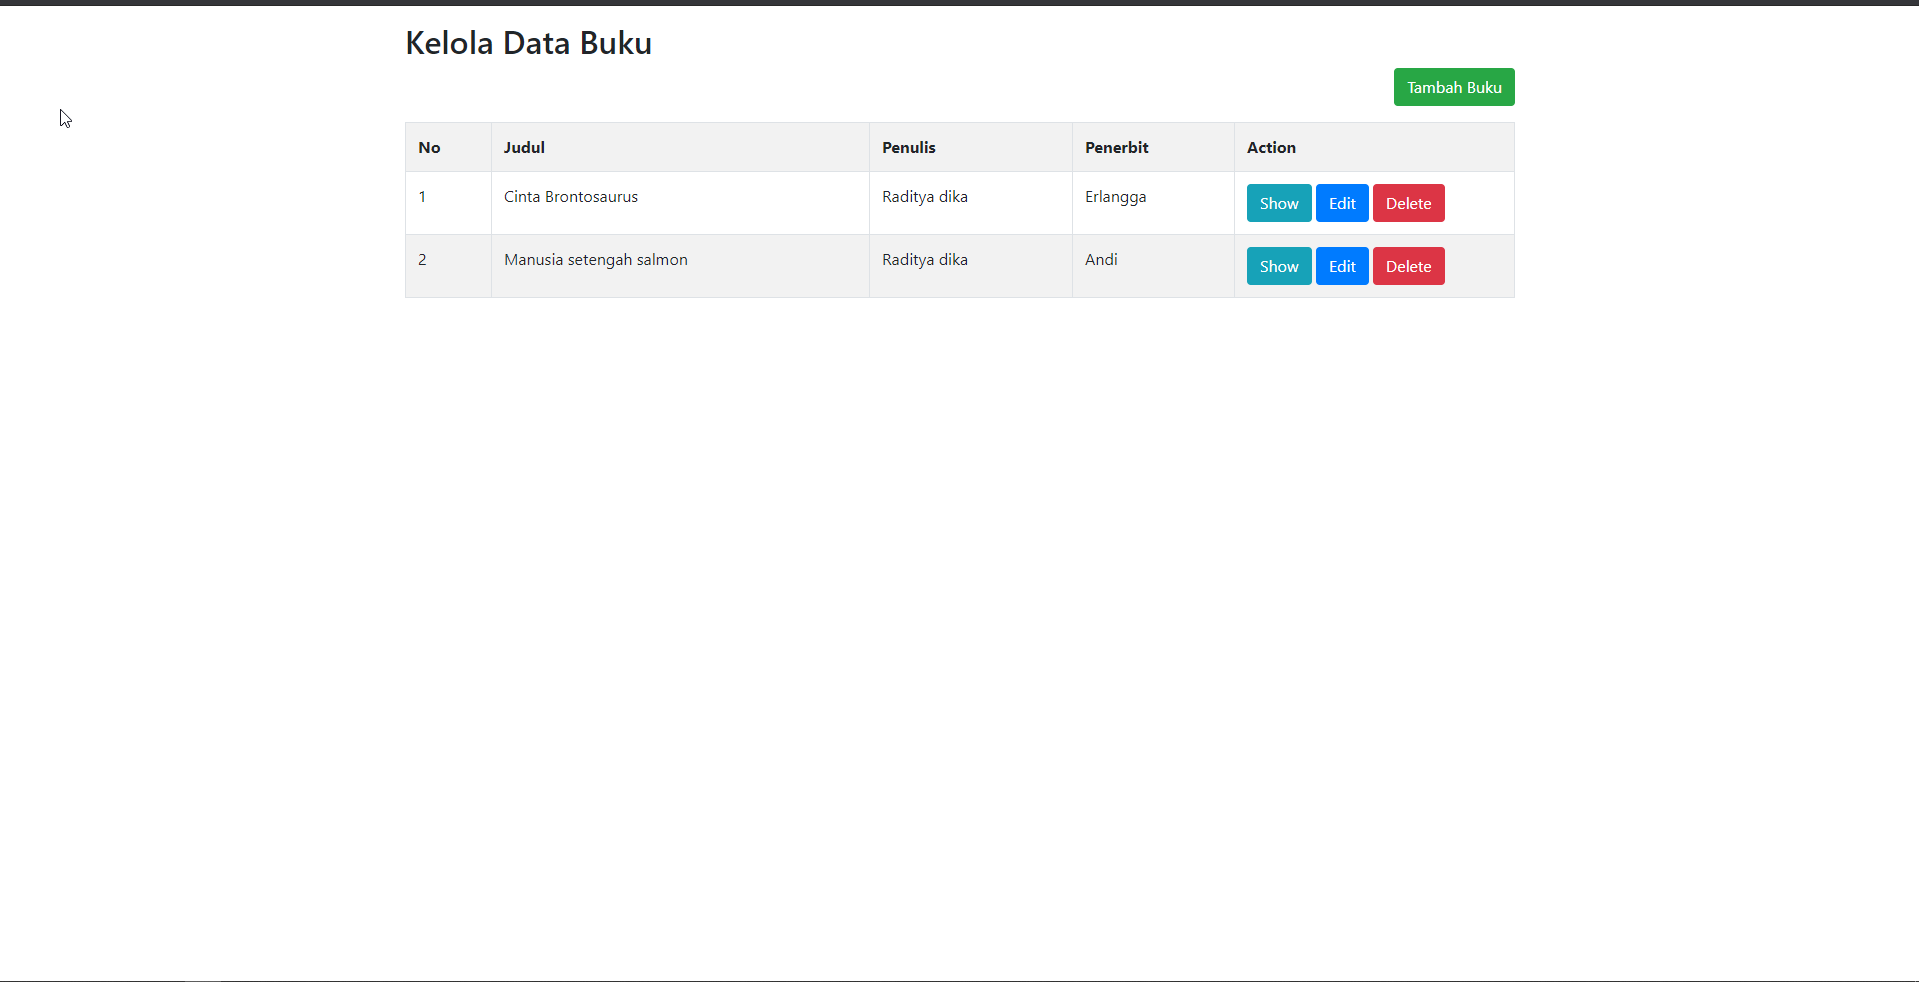 Kelola Data Buku
Tambah Buku
No Judul Penulis Penerbit Action
1 Cinta Brontosaurus Raditya dika Erlangga Show Edit Delete
2 Manusia setengah salmon Raditya dika Andi Show Edit Delete